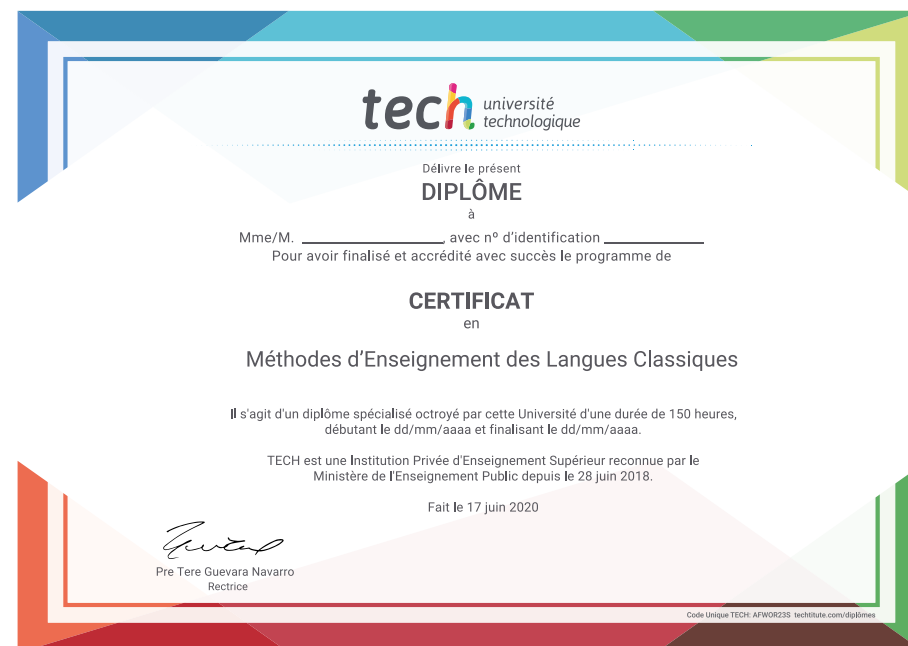 tech université
technologique
Délivre le présent
DIPLÔME
à
Mme/M. ____________________, avec nº d'identification ______________
Pour avoir finalisé et accrédité avec succès le programme de
CERTIFICAT
en
Méthodes d'Enseignement des Langues Classiques
Il s'agit d'un diplôme spécialisé octroyé par cette Université d'une durée de 150 heures,
débutant le dd/mm/aaaa et finalisant le dd/mm/aaaa.
TECH est une Institution Privée d'Enseignement Supérieur reconnue par le
Ministère de l'Enseignement Public depuis le 28 juin 2018.
Fait le 17 juin 2020
Pre Tere Guevara Navarro
Rectrice
Code Unique TECH: AFWOR23S techtitute.com/diplômes